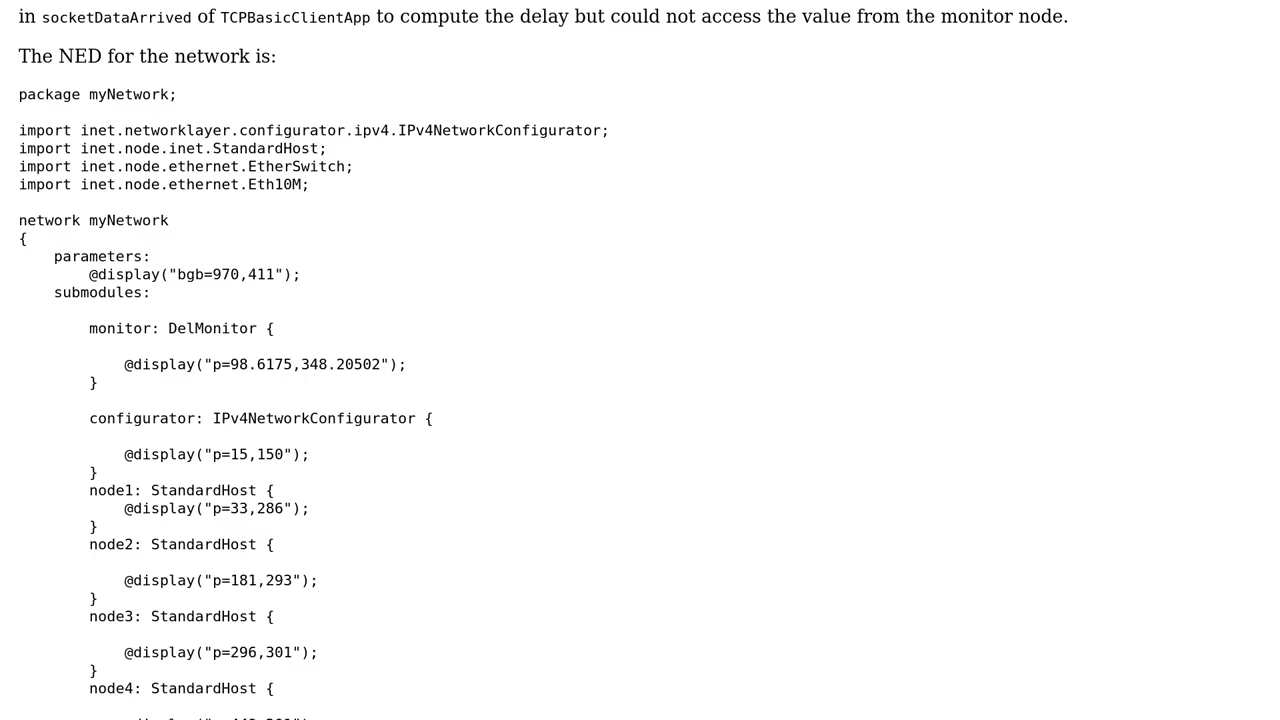 in socketDataArrived of TCPBasicClientApp to compute the delay but could not access the value from the monitor node.
The NED for the network is:
package myNetwork;
import inet.networklayer.configurator.ipv4.IPv4NetworkConfigurator;
import inet.node.inet.StandardHost;
import inet.node.ethernet.EtherSwitch;
import inet.node.ethernet.Eth10M;
network myNetwork
{
    parameters:
        @display("bgb=970,411");
    submodules:
        monitor: DelMonitor {
            @display("p=98.6175,348.20502");
        }
        configurator: IPv4NetworkConfigurator {
            @display("p=15,150");
        }
        node1: StandardHost {
            @display("p=33,286");
        }
        node2: StandardHost {
            @display("p=181,293");
        }
        node3: StandardHost {
            @display("p=296,301");
        }
        node4: StandardHost {